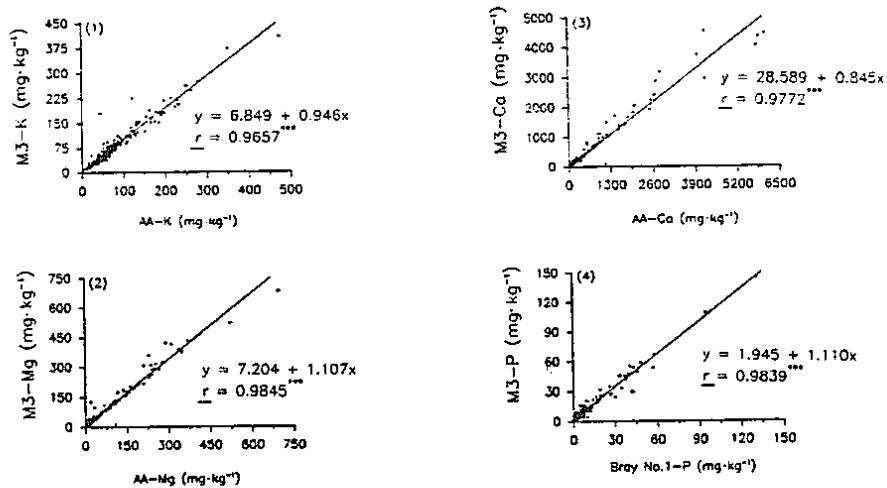 (1)
M3-K (mg·kg⁻¹)
450
375
300
225
150
75
0
y = 6.849 + 0.946x
r = 0.9657***
0 100 200 300 400 500
AA-K (mg·kg⁻¹)
(3)
M3-Ca (mg·kg⁻¹)
5000
4000
3000
2000
1000
0
y = 28.589 + 0.845x
r = 0.9772***
0 1300 2600 3900 5200 6500
AA-Ca (mg·kg⁻¹)
(2)
M3-Mg (mg·kg⁻¹)
750
600
450
300
150
0
y = 7.204 + 1.107x
r = 0.9845***
0 150 300 450 600 750
AA-Mg (mg·kg⁻¹)
(4)
M3-P (mg·kg⁻¹)
150
120
90
60
30
0
y = 1.945 + 1.110x
r = 0.9839***
0 30 60 90 120 150
Bray No.1-P (mg·kg⁻¹)